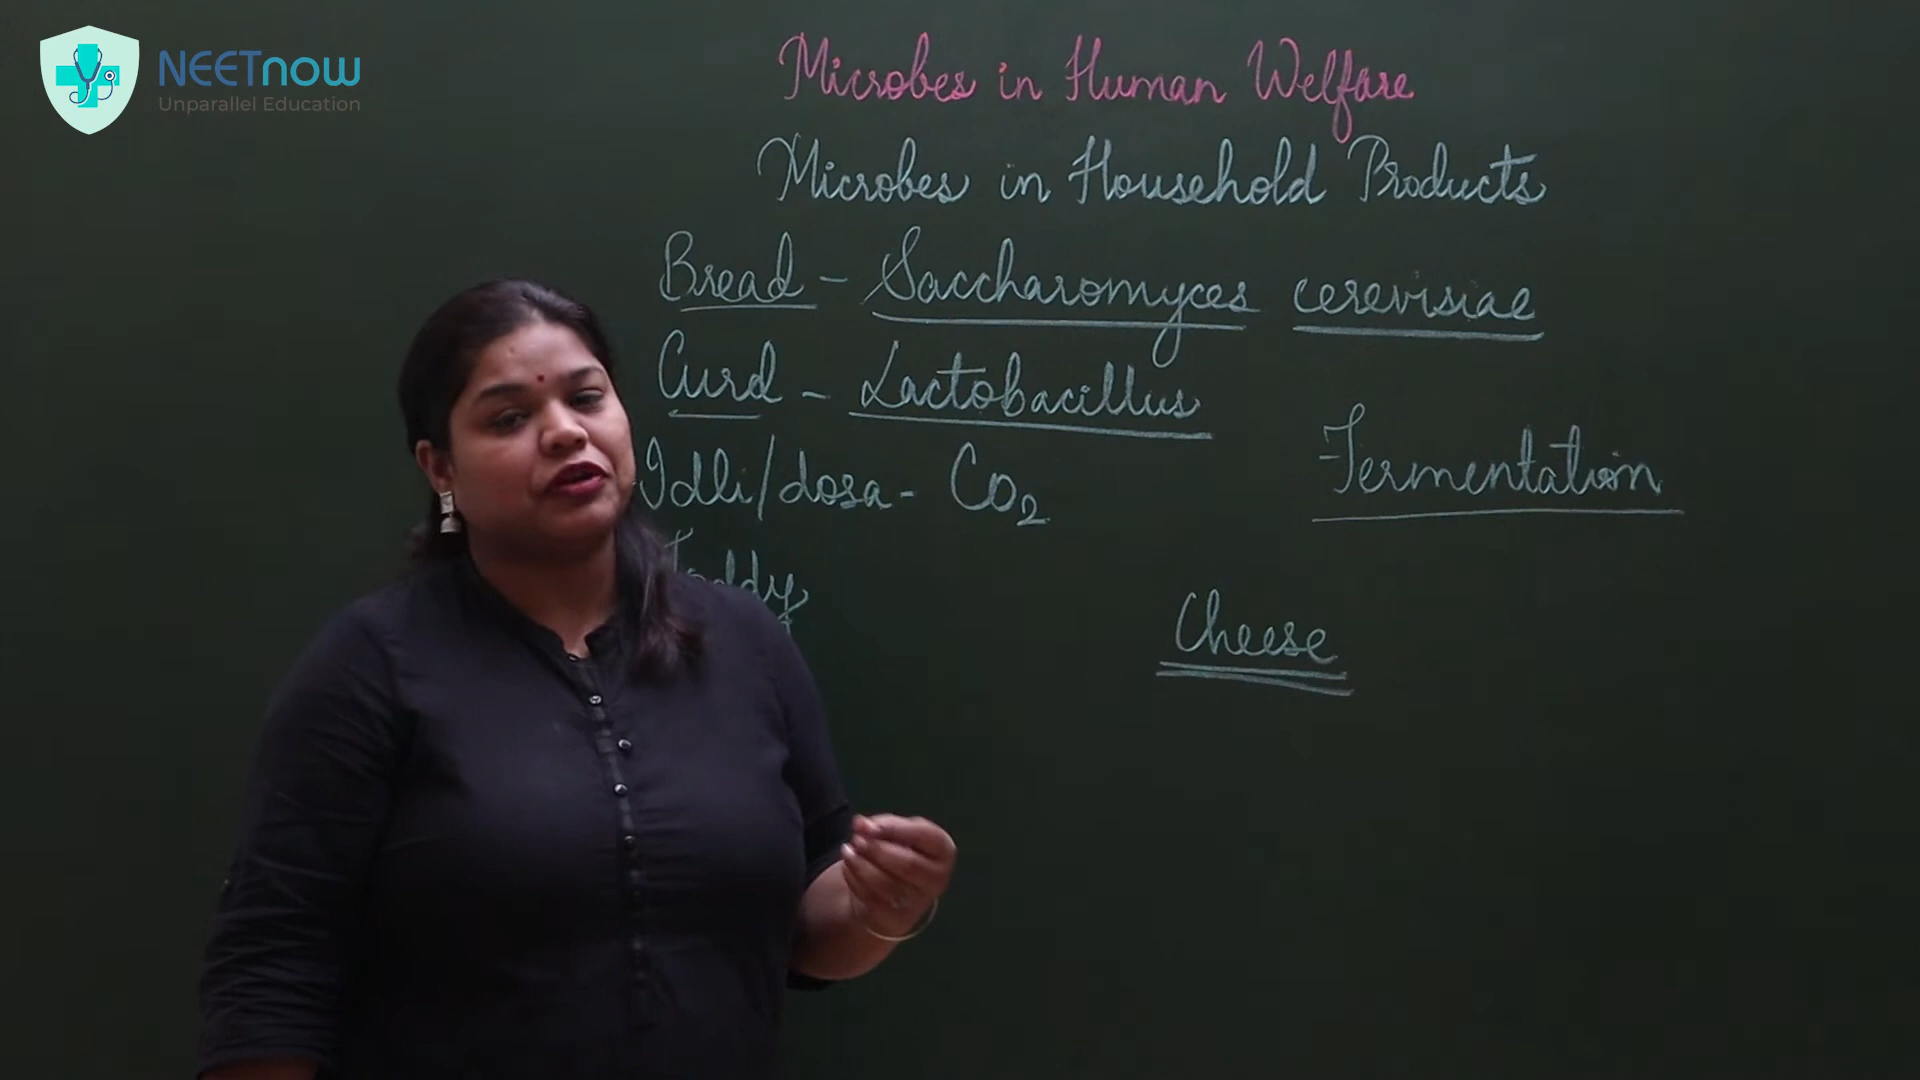 NEETnow
Unparallel Education
Microbes in Human Welfare
Microbes in Household Products
Bread - Saccharomyces cerevisiae
Curd - Lactobacillus
Idli/dosa - CO2
Fermentation
Toddy
Cheese